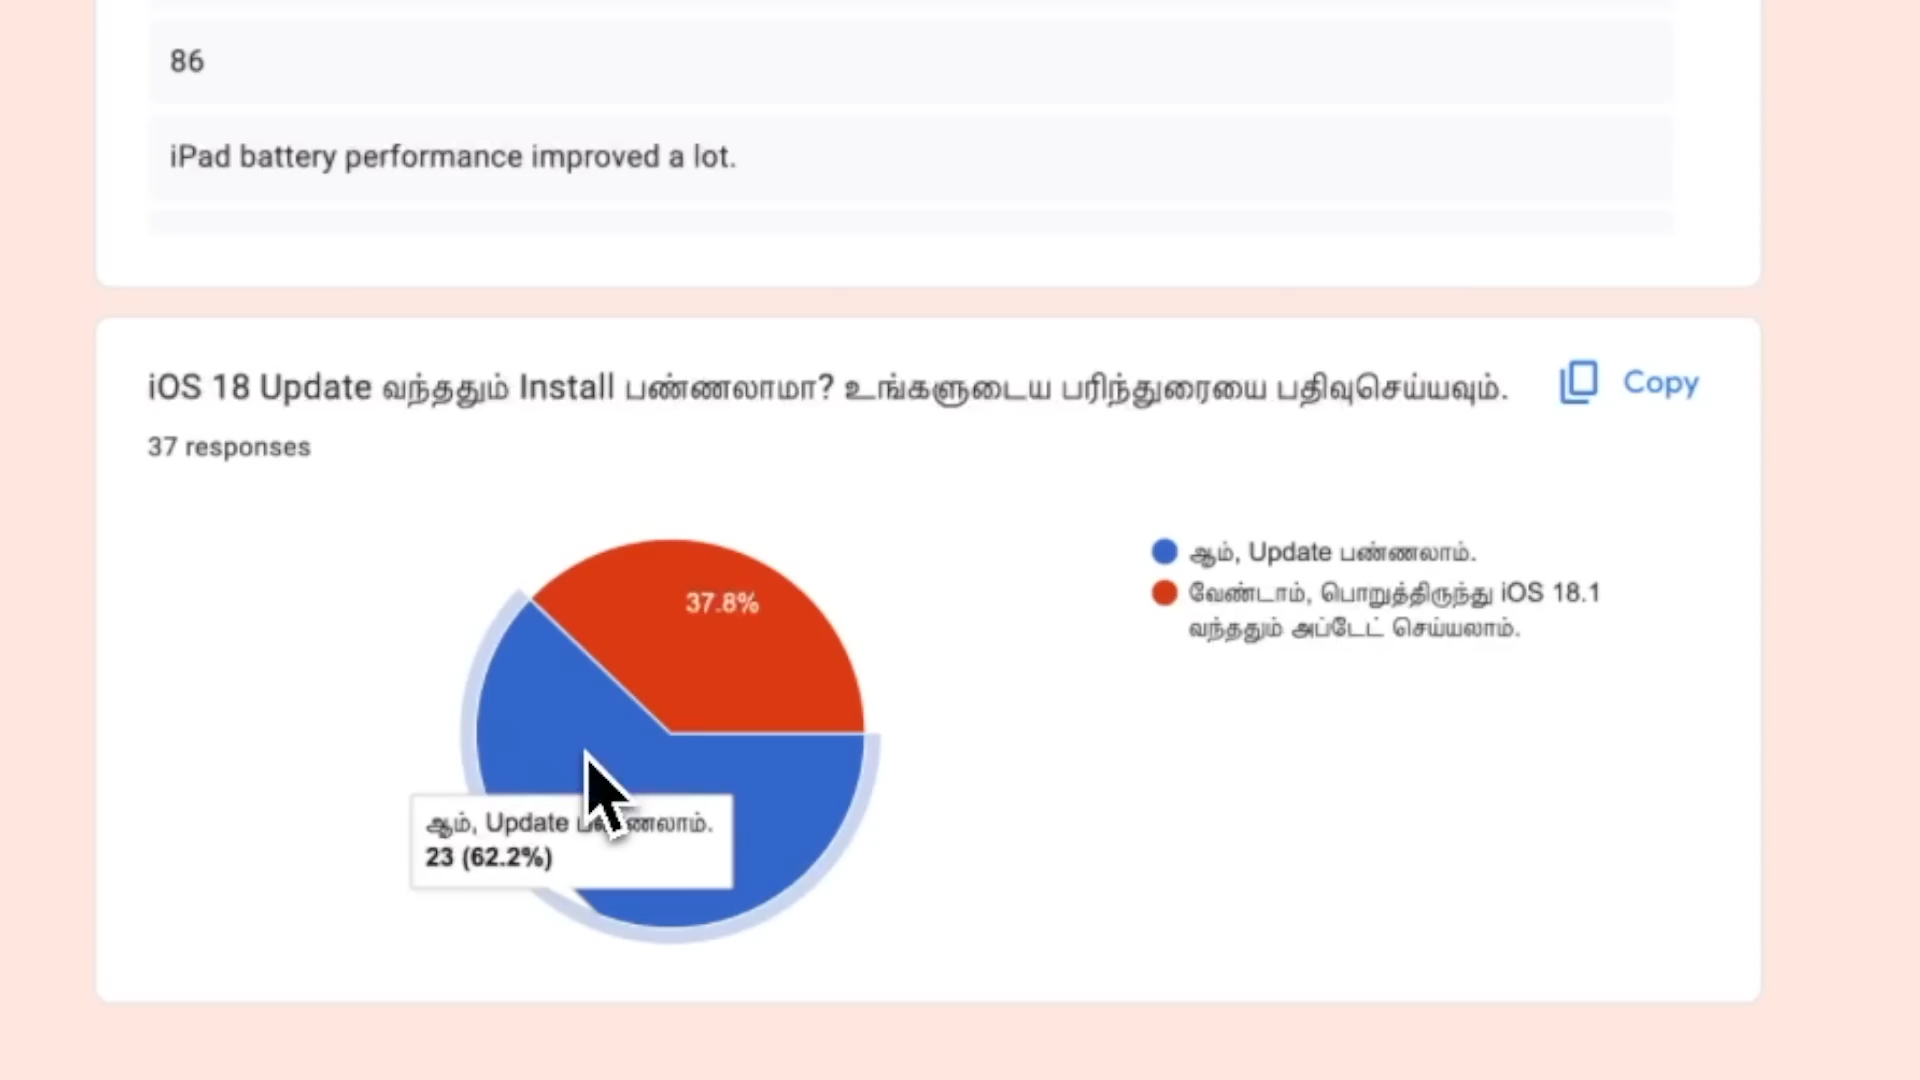 86
iPad battery performance improved a lot.
iOS 18 Update வந்ததும் Install பண்ணலாமா? உங்களுடைய பரிந்துரையை பதிவுசெய்யவும்.
Copy
37 responses
37.8%
ஆம், Update பண்ணலாம்.
வேண்டாம், பொறுத்திருந்து iOS 18.1
வந்ததும் அப்டேட் செய்யலாம்.
ஆம், Update
23 (62.2%)